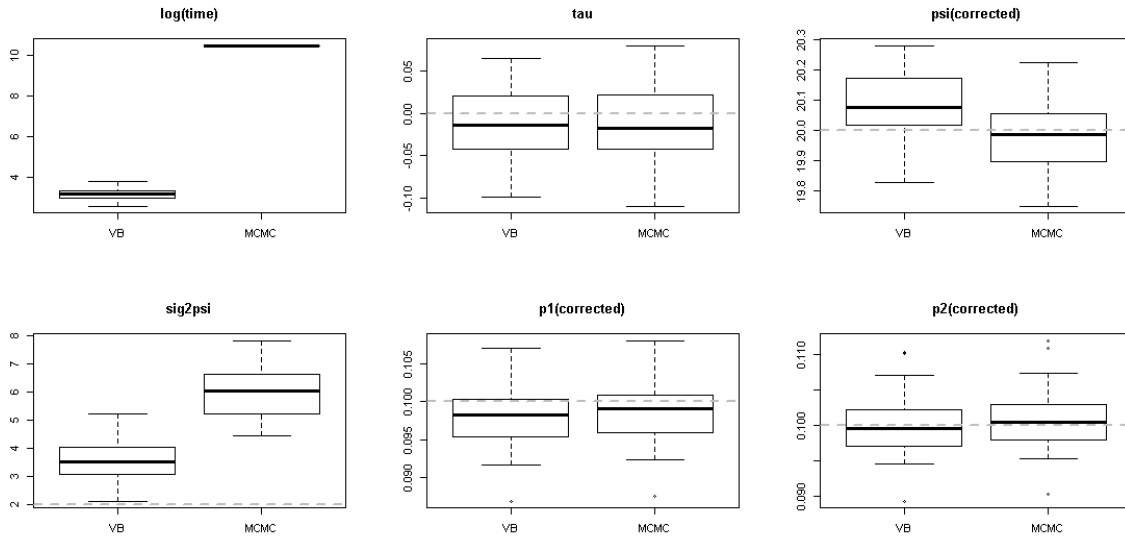 log(time)
10
8
6
4
VB
MCMC
tau
0.05
0.00
-0.05
-0.10
VB
MCMC
psi(corrected)
20.3
20.2
20.1
20.0
19.9
19.8
VB
MCMC
sig2psi
8
7
6
5
4
3
2
VB
MCMC
p1(corrected)
0.105
0.100
0.095
0.090
VB
MCMC
p2(corrected)
0.110
0.100
0.090
VB
MCMC